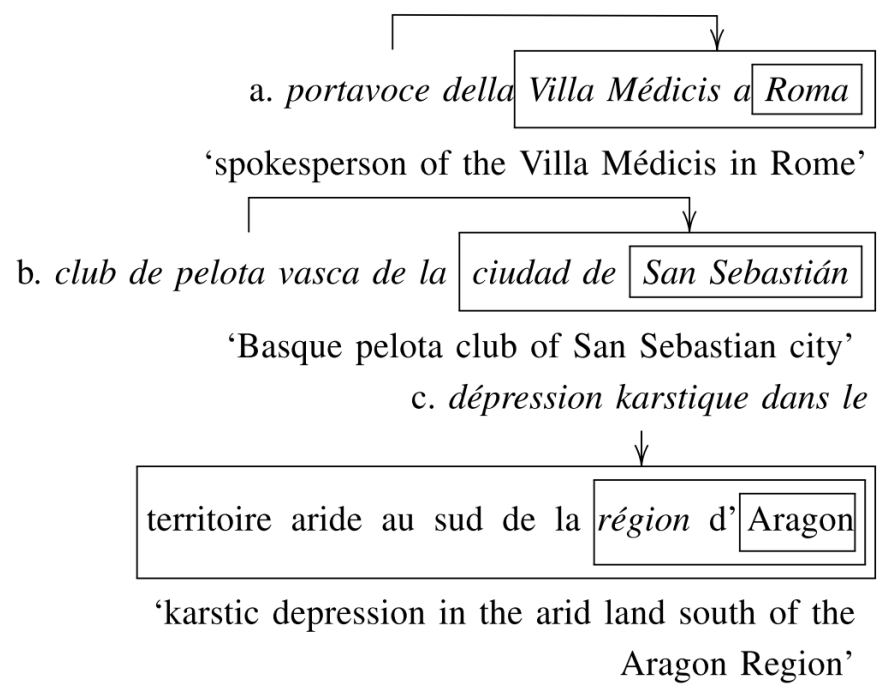 a. portavoce della Villa Médicis a Roma
‘spokesperson of the Villa Médicis in Rome’
b. club de pelota vasca de la ciudad de San Sebastián
‘Basque pelota club of San Sebastian city’
c. dépression karstique dans le
territoire aride au sud de la région d’Aragon
‘karstic depression in the arid land south of the
Aragon Region’